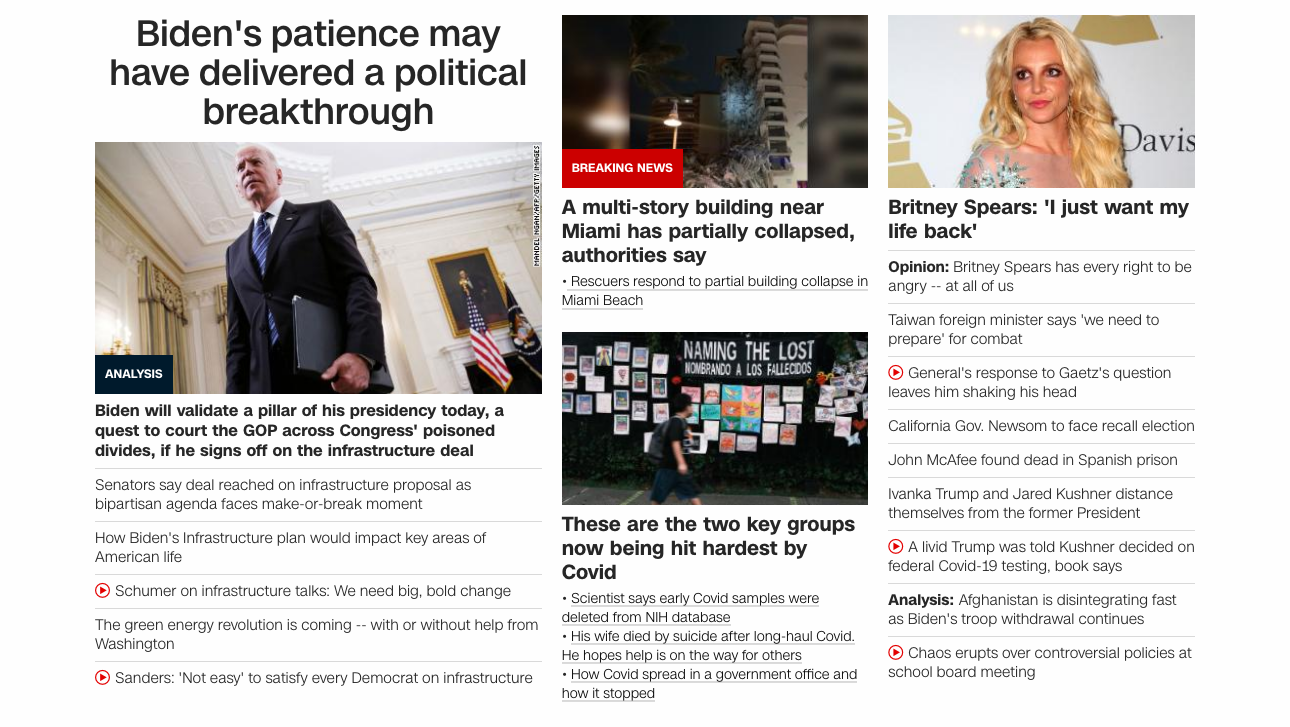 Biden's patience may
have delivered a political
breakthrough
MANDEL NGAN/AFP/GETTY IMAGES
ANALYSIS
Biden will validate a pillar of his presidency today, a
quest to court the GOP across Congress' poisoned
divides, if he signs off on the infrastructure deal
Senators say deal reached on infrastructure proposal as
bipartisan agenda faces make-or-break moment
How Biden's Infrastructure plan would impact key areas of
American life
Schumer on infrastructure talks: We need big, bold change
The green energy revolution is coming -- with or without help from
Washington
Sanders: 'Not easy' to satisfy every Democrat on infrastructure
BREAKING NEWS
A multi-story building near
Miami has partially collapsed,
authorities say
• Rescuers respond to partial building collapse in
Miami Beach
NAMING THE LOST
NOMBRANDO A LOS FALLECIDOS
These are the two key groups
now being hit hardest by
Covid
• Scientist says early Covid samples were
deleted from NIH database
• His wife died by suicide after long-haul Covid.
He hopes help is on the way for others
• How Covid spread in a government office and
how it stopped
Davis
Britney Spears: 'I just want my
life back'
Opinion: Britney Spears has every right to be
angry -- at all of us
Taiwan foreign minister says 'we need to
prepare' for combat
General's response to Gaetz's question
leaves him shaking his head
California Gov. Newsom to face recall election
John McAfee found dead in Spanish prison
Ivanka Trump and Jared Kushner distance
themselves from the former President
A livid Trump was told Kushner decided on
federal Covid-19 testing, book says
Analysis: Afghanistan is disintegrating fast
as Biden's troop withdrawal continues
Chaos erupts over controversial policies at
school board meeting